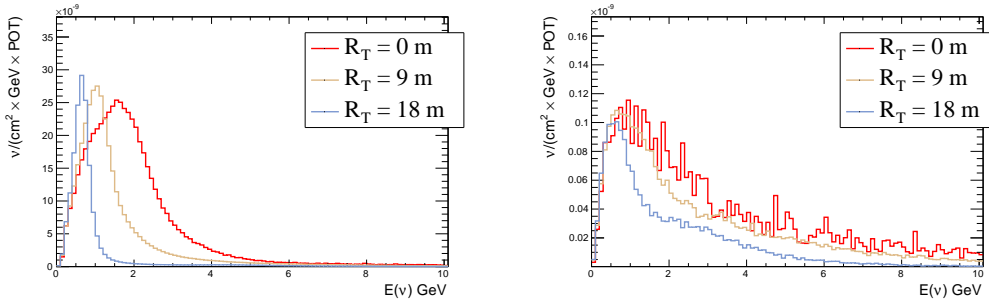 ×10⁻⁹
ν/(cm² × GeV × POT)
35
30
25
20
15
10
5
0
0 2 4 6 8 10
E(ν) GeV
R_T = 0 m
R_T = 9 m
R_T = 18 m
×10⁻⁹
ν/(cm² × GeV × POT)
0.16
0.14
0.12
0.1
0.08
0.06
0.04
0.02
0 2 4 6 8 10
E(ν) GeV
R_T = 0 m
R_T = 9 m
R_T = 18 m